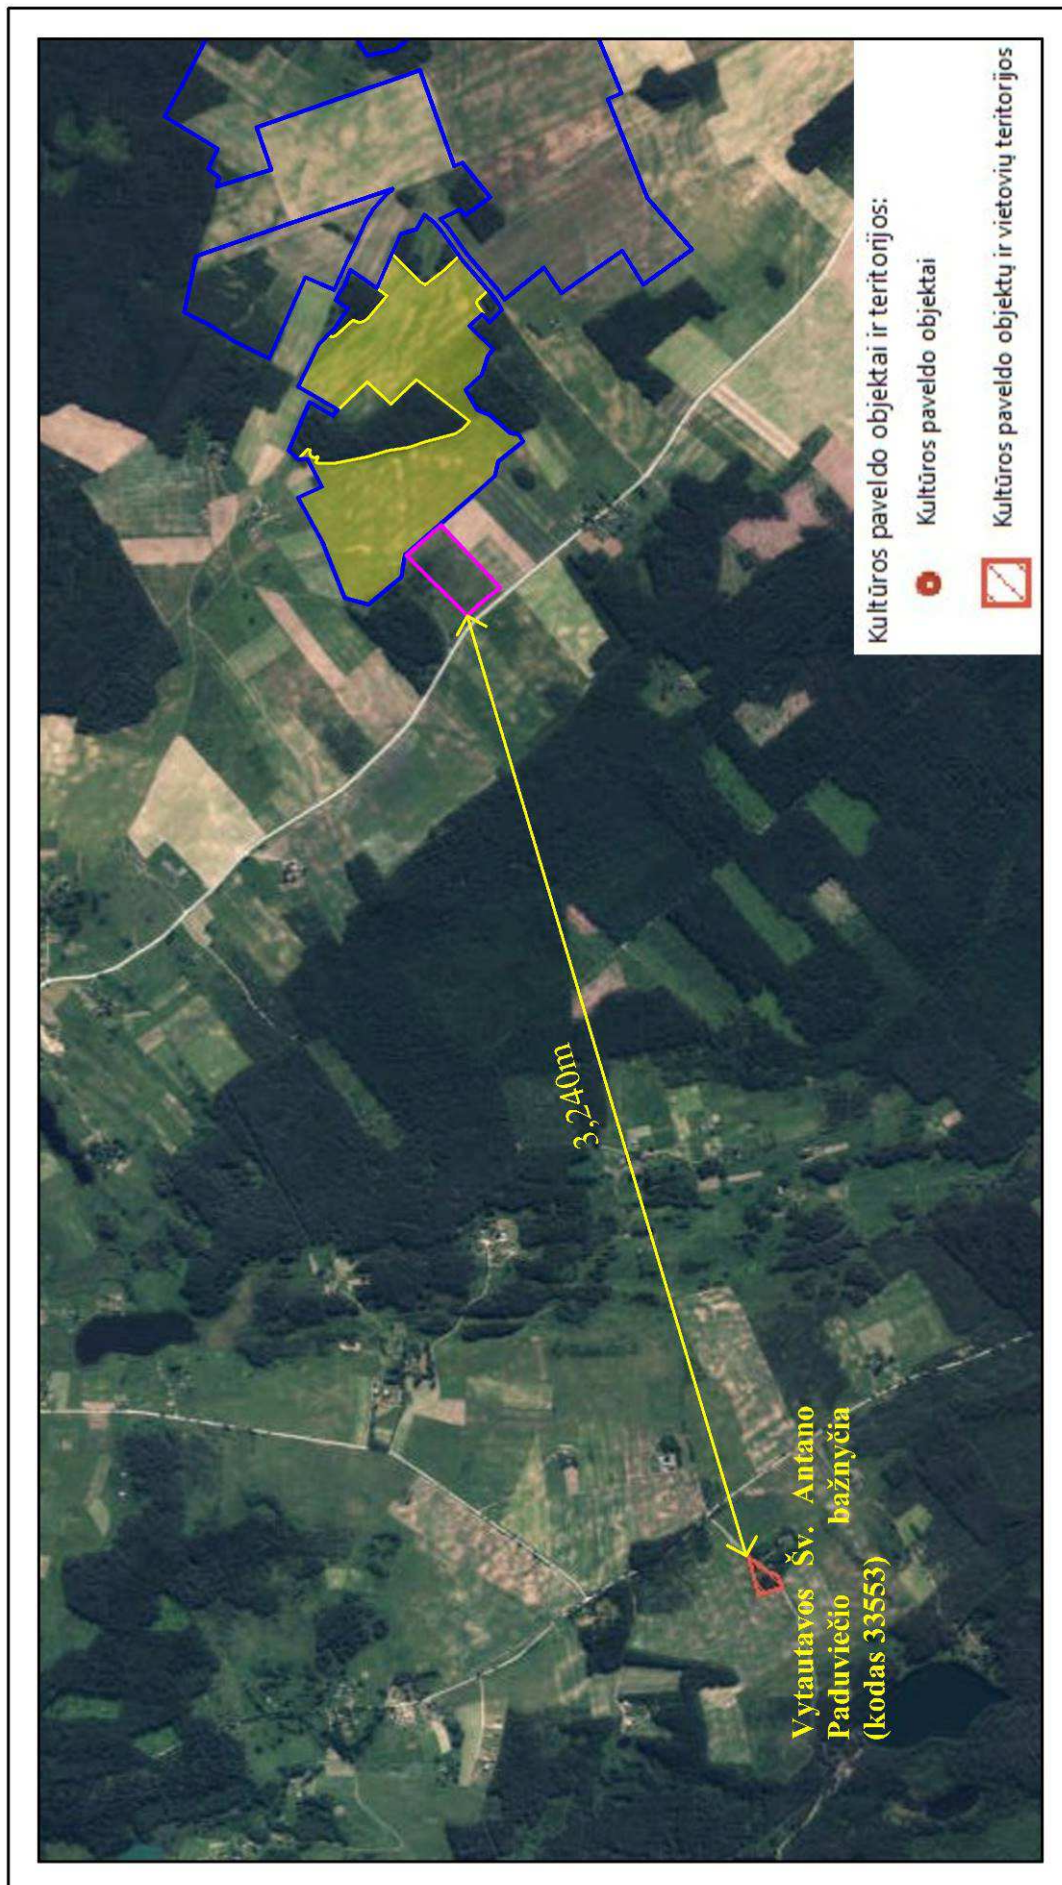 3,240m
Vytautavos Šv. Antano
Paduviečio bažnyčia
(kodas 33553)
Kultūros paveldo objektai ir teritorijos:
Kultūros paveldo objektai
Kultūros paveldo objektų ir vietovių teritorijos